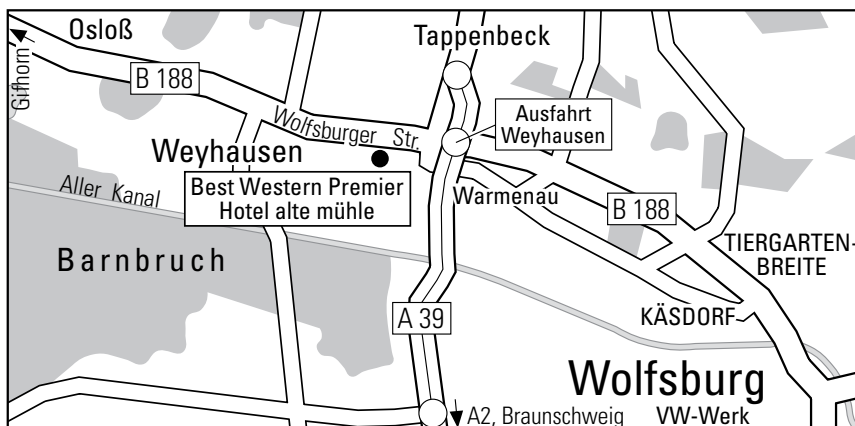 Osloß
Tappenbeck
Gifhorn
B 188
Ausfahrt
Weyhausen
Wolfsburger Str.
Weyhausen
Aller Kanal
Best Western Premier
Hotel alte mühle
Warmenau
B 188
TIERGARTEN-
BREITE
Barnbruch
A 39
KÄSDORF
Wolfsburg
A2, Braunschweig
VW-Werk